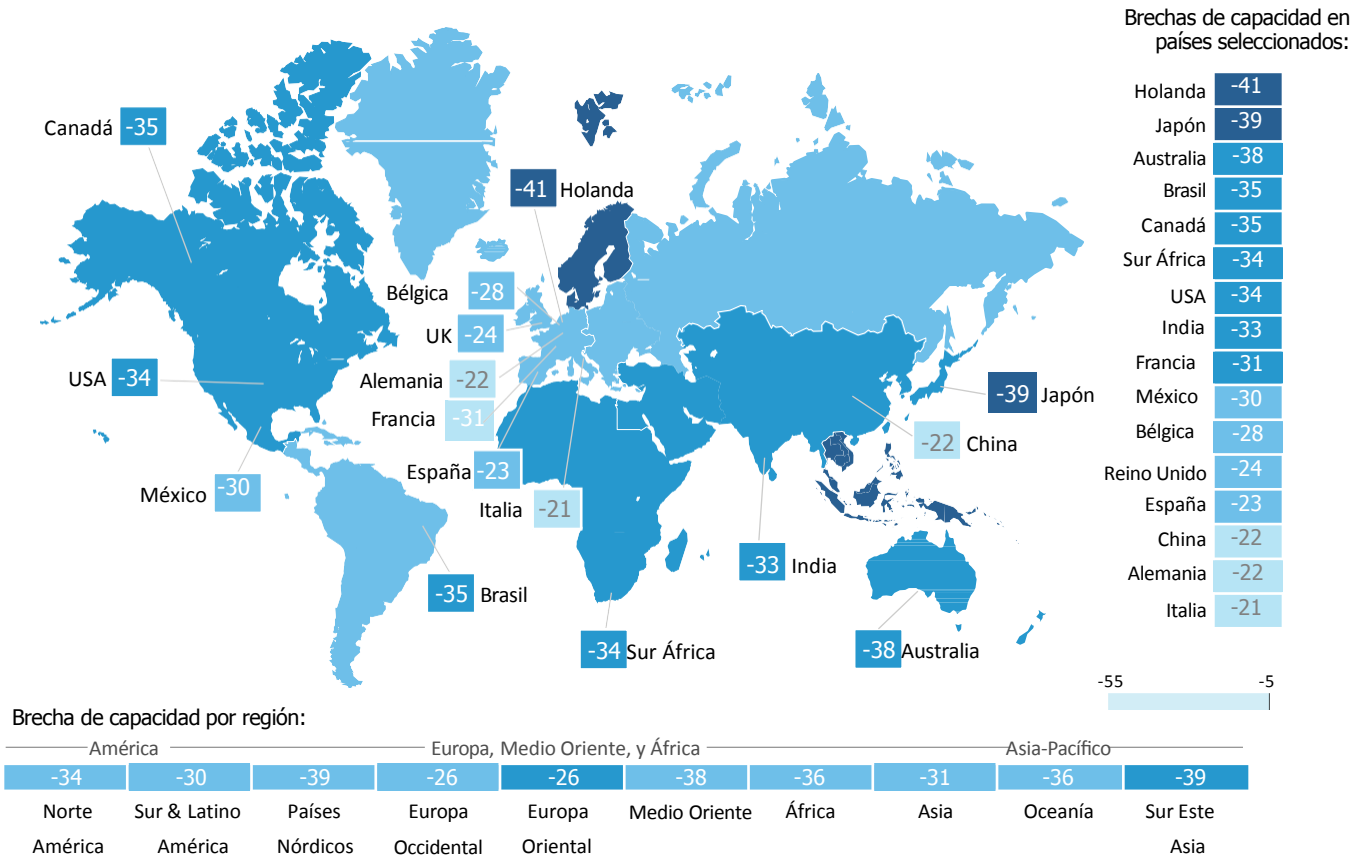 Brechas de capacidad en
países seleccionados:
Canadá -35
-41 Holanda
Bélgica -28
UK -24
USA -34
Alemania -22
Francia -31
-39 Japón
-22 China
España -23
México -30
Italia -21
-33 India
-35 Brasil
-34 Sur África
-38 Australia
Holanda -41
Japón -39
Australia -38
Brasil -35
Canadá -35
Sur África -34
USA -34
India -33
Francia -31
México -30
Bélgica -28
Reino Unido -24
España -23
China -22
Alemania -22
Italia -21
-55 -5
Brecha de capacidad por región:
América Europa, Medio Oriente, y África Asia-Pacífico
-34 -30 -39 -26 -26 -38 -36 -31 -36 -39
Norte Sur & Latino Países Europa Europa Medio Oriente África Asia Oceanía Sur Este
América América Nórdicos Occidental Oriental Asia